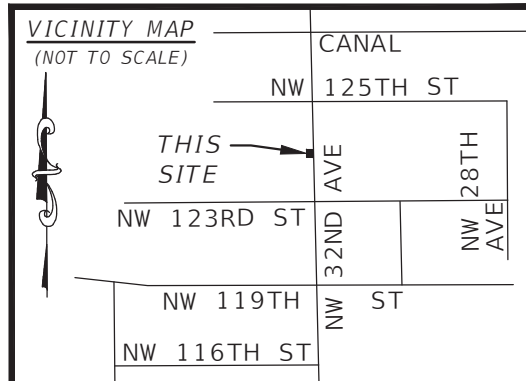 VICINITY MAP
(NOT TO SCALE)
CANAL
NW 125TH ST
THIS
SITE
NW 32ND AVE
NW 28TH
AVE
NW 123RD ST
NW 119TH ST
NW 116TH ST